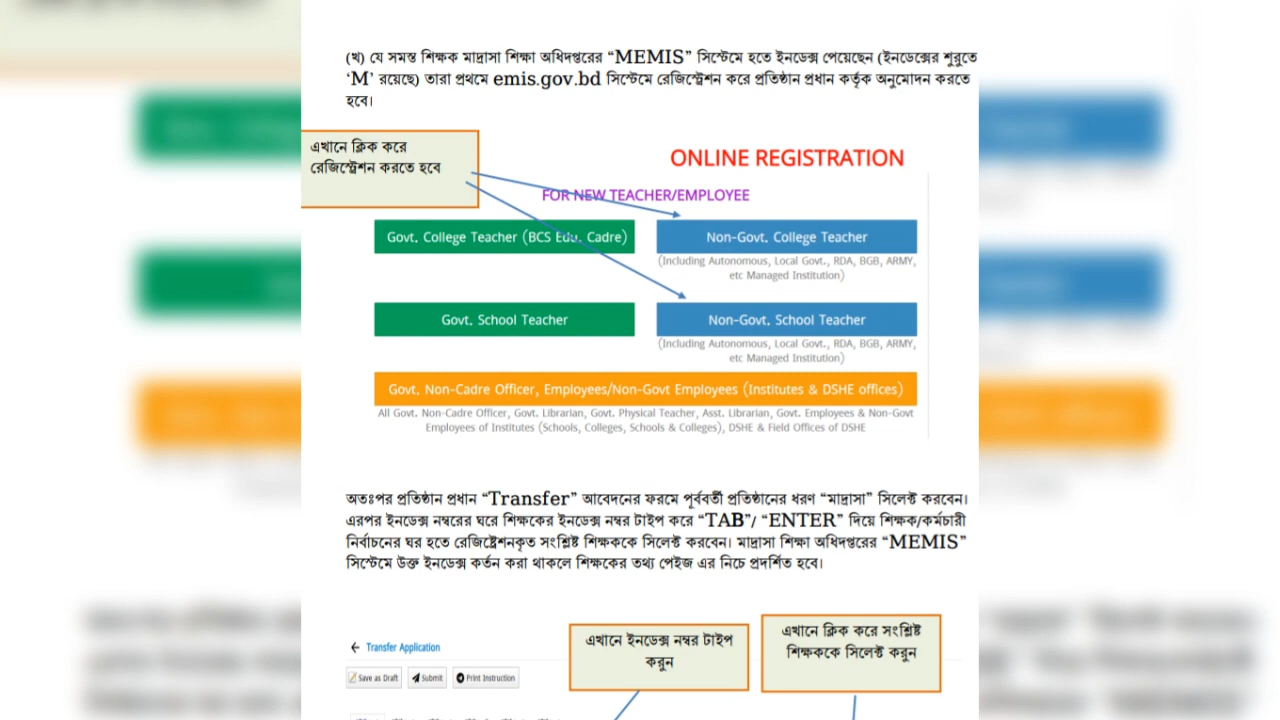 (খ) যে সমস্ত শিক্ষক মাদ্রাসা শিক্ষা অধিদপ্তরের “MEMIS” সিস্টেমে হতে ইনডেক্স পেয়েছেন (ইনডেক্সের শুরুতে
‘M’ রয়েছে) তারা প্রথমে emis.gov.bd সিস্টেমে রেজিস্ট্রেশন করে প্রতিষ্ঠান প্রধান কর্তৃক অনুমোদন করতে
হবে।
এখানে ক্লিক করে
রেজিস্ট্রেশন করতে হবে
ONLINE REGISTRATION
FOR NEW TEACHER/EMPLOYEE
Govt. College Teacher (BCS Edu. Cadre)
Non-Govt. College Teacher
(Including Autonomous, Local Govt., RDA, BGB, ARMY,
etc Managed Institution)
Govt. School Teacher
Non-Govt. School Teacher
(Including Autonomous, Local Govt., RDA, BGB, ARMY,
etc Managed Institution)
Govt. Non-Cadre Officer, Employees/Non-Govt Employees (Institutes & DSHE offices)
All Govt. Non-Cadre Officer, Govt. Librarian, Govt. Physical Teacher, Asst. Librarian, Govt. Employees & Non-Govt
Employees of Institutes (Schools, Colleges, Schools & Colleges), DSHE & Field Offices of DSHE
অতঃপর প্রতিষ্ঠান প্রধান “Transfer” আবেদনের ফরমে পূর্ববর্তী প্রতিষ্ঠানের ধরণ “মাদ্রাসা” সিলেক্ট করবেন।
এরপর ইনডেক্স নম্বরের ঘরে শিক্ষকের ইনডেক্স নম্বর টাইপ করে “TAB”/ “ENTER” দিয়ে শিক্ষক/কর্মচারী
নির্বাচনের ঘর হতে রেজিষ্ট্রেশনকৃত সংশ্লিষ্ট শিক্ষককে সিলেক্ট করবেন। মাদ্রাসা শিক্ষা অধিদপ্তরের “MEMIS”
সিস্টেমে উক্ত ইনডেক্স কর্তন করা থাকলে শিক্ষকের তথ্য পেইজ এর নিচে প্রদর্শিত হবে।
এখানে ইনডেক্স নম্বর টাইপ
করুন
এখানে ক্লিক করে সংশ্লিষ্ট
শিক্ষককে সিলেক্ট করুন
Transfer Application
Save as Draft Submit Print Instruction